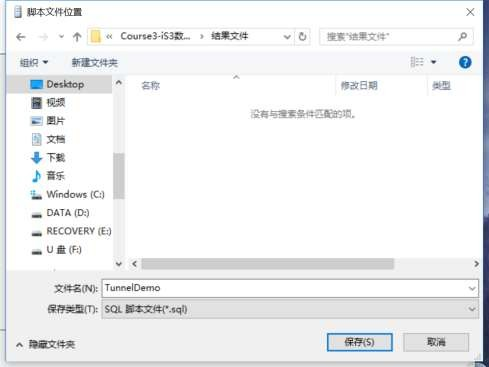 脚本文件位置
« Course3-iS3数... › 结果文件
搜索"结果文件"
组织 新建文件夹
名称 修改日期 类型
没有与搜索条件匹配的项。
Desktop
视频
图片
文档
下载
音乐
Windows (C:)
DATA (D:)
RECOVERY (E:)
U 盘 (F:)
文件名(N): TunnelDemo
保存类型(T): SQL 脚本文件(*.sql)
隐藏文件夹 保存(S) 取消